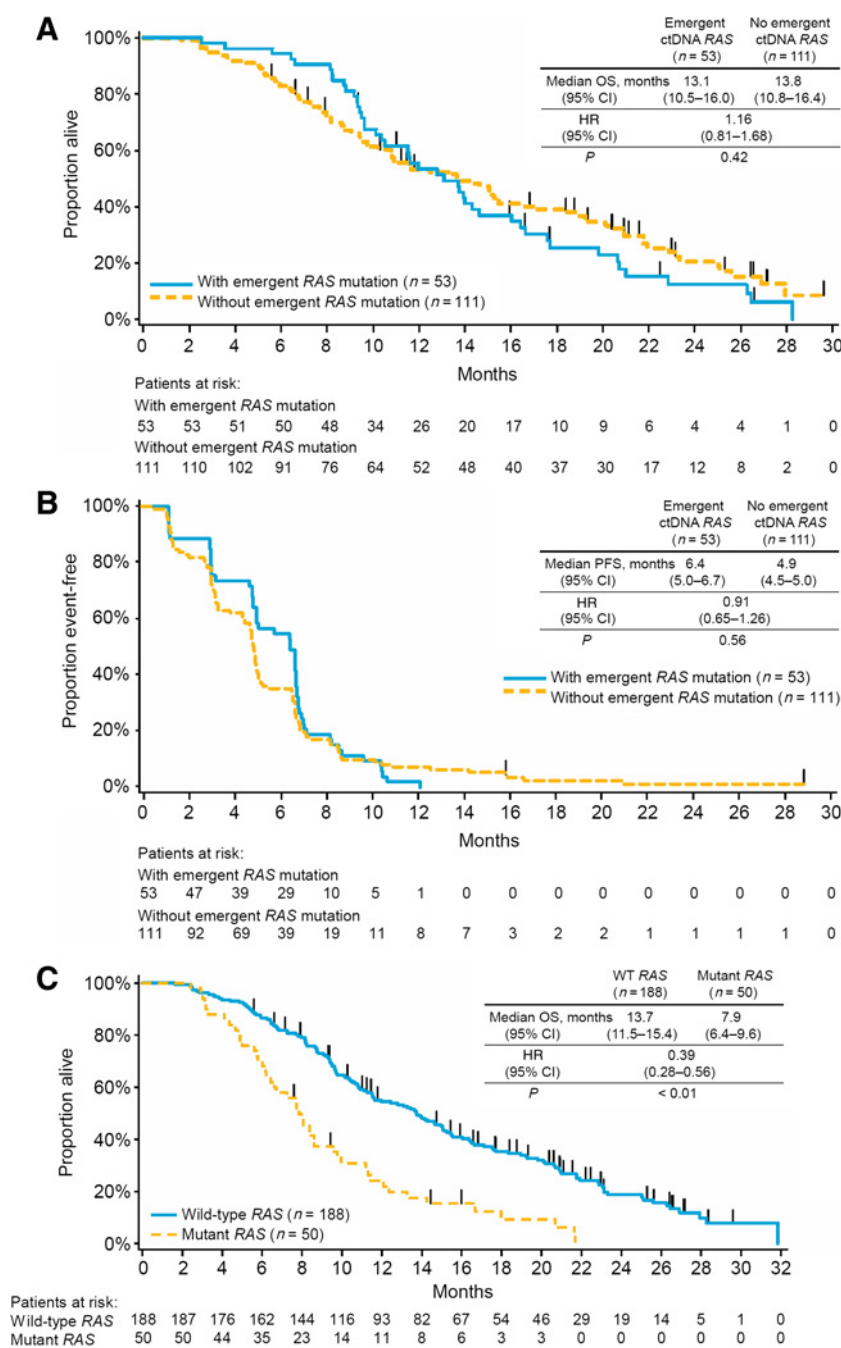 A
Emergent No emergent
ctDNA RAS ctDNA RAS
(n = 53) (n = 111)
Median OS, months 13.1 13.8
(95% CI) (10.5–16.0) (10.8–16.4)
HR 1.16
(95% CI) (0.81–1.68)
P 0.42
100%
80%
60%
40%
20%
0%
Proportion alive
With emergent RAS mutation (n = 53)
Without emergent RAS mutation (n = 111)
0 2 4 6 8 10 12 14 16 18 20 22 24 26 28 30
Months
Patients at risk:
With emergent RAS mutation
53 53 51 50 48 34 26 20 17 10 9 6 4 4 1 0
Without emergent RAS mutation
111 110 102 91 76 64 52 48 40 37 30 17 12 8 2 0
B
Emergent No emergent
ctDNA RAS ctDNA RAS
(n = 53) (n = 111)
Median PFS, months 6.4 4.9
(95% CI) (5.0–6.7) (4.5–5.0)
HR 0.91
(95% CI) (0.65–1.26)
P 0.56
100%
80%
60%
40%
20%
0%
Proportion event-free
With emergent RAS mutation (n = 53)
Without emergent RAS mutation (n = 111)
0 2 4 6 8 10 12 14 16 18 20 22 24 26 28 30
Months
Patients at risk:
With emergent RAS mutation
53 47 39 29 10 5 1 0 0 0 0 0 0 0 0 0
Without emergent RAS mutation
111 92 69 39 19 11 8 7 3 2 2 1 1 1 1 0
C
WT RAS Mutant RAS
(n = 188) (n = 50)
Median OS, months 13.7 7.9
(95% CI) (11.5–15.4) (6.4–9.6)
HR 0.39
(95% CI) (0.28–0.56)
P < 0.01
100%
80%
60%
40%
20%
0%
Proportion alive
Wild-type RAS (n = 188)
Mutant RAS (n = 50)
0 2 4 6 8 10 12 14 16 18 20 22 24 26 28 30 32
Months
Patients at risk:
Wild-type RAS 188 187 176 162 144 116 93 82 67 54 46 29 19 14 5 1 0
Mutant RAS 50 50 44 35 23 14 11 8 6 3 3 0 0 0 0 0 0